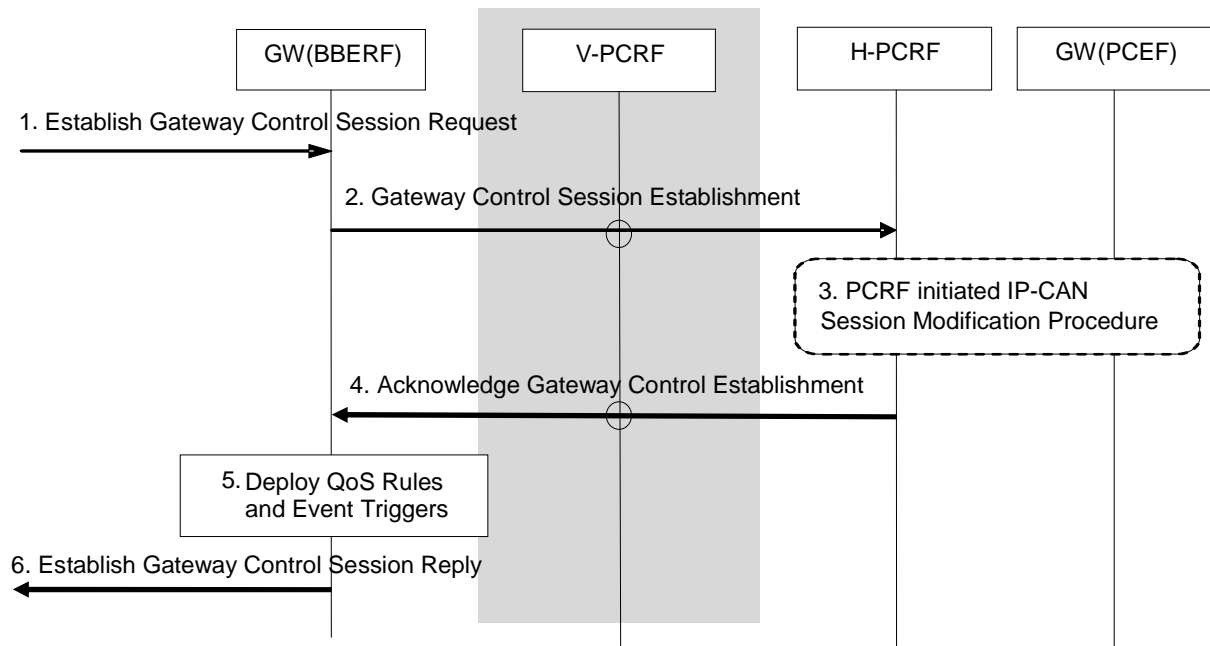 GW(BBERF)
V-PCRF
H-PCRF
GW(PCEF)
1. Establish Gateway Control Session Request
2. Gateway Control Session Establishment
3. PCRF initiated IP-CAN
Session Modification Procedure
4. Acknowledge Gateway Control Establishment
5. Deploy QoS Rules
and Event Triggers
6. Establish Gateway Control Session Reply